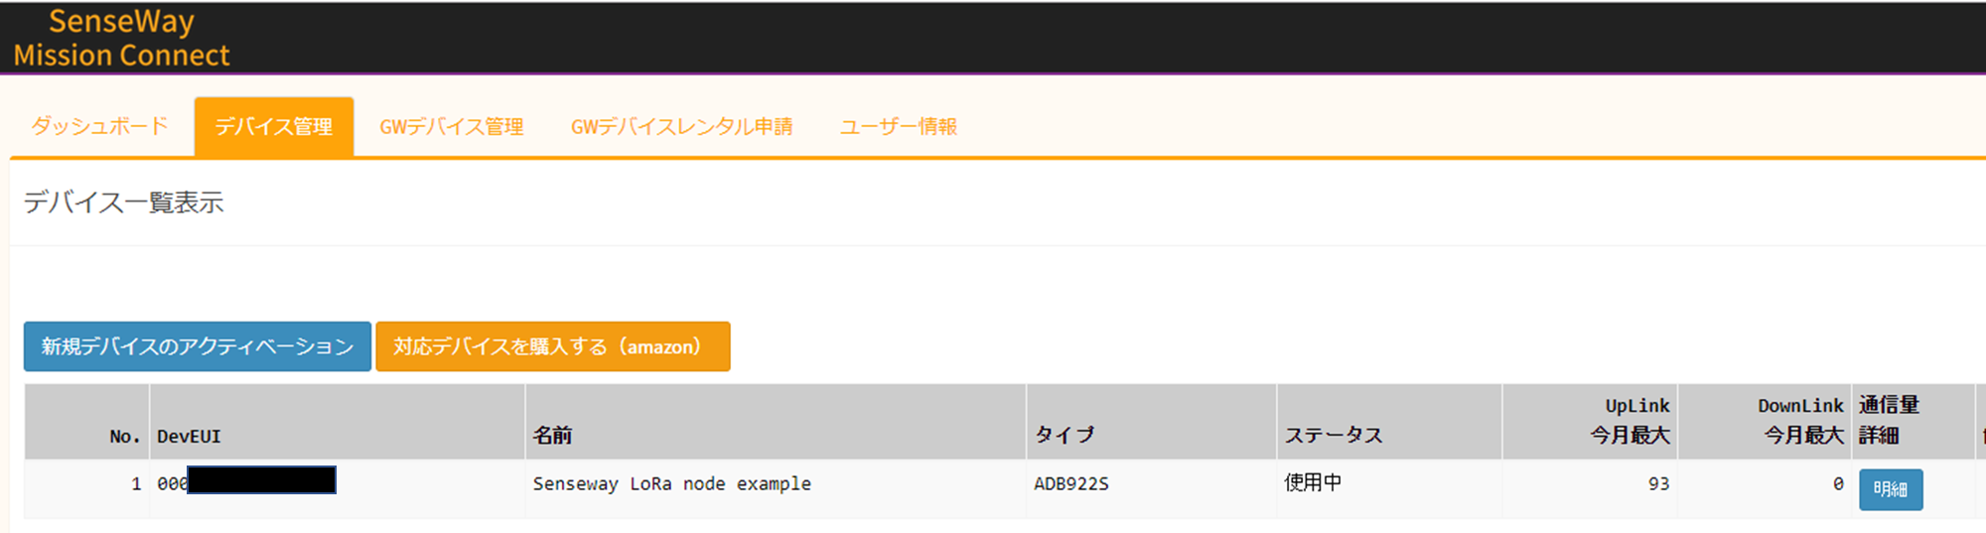 SenseWay
Mission Connect
ダッシュボード デバイス管理 GWデバイス管理 GWデバイスレンタル申請 ユーザー情報
デバイス一覧表示
新規デバイスのアクティベーション 対応デバイスを購入する（amazon）
No. DevEUI 名前 タイプ ステータス UpLink 今月最大 DownLink 今月最大 通信量 詳細
1 000 Senseway LoRa node example ADB922S 使用中 93 0 明細